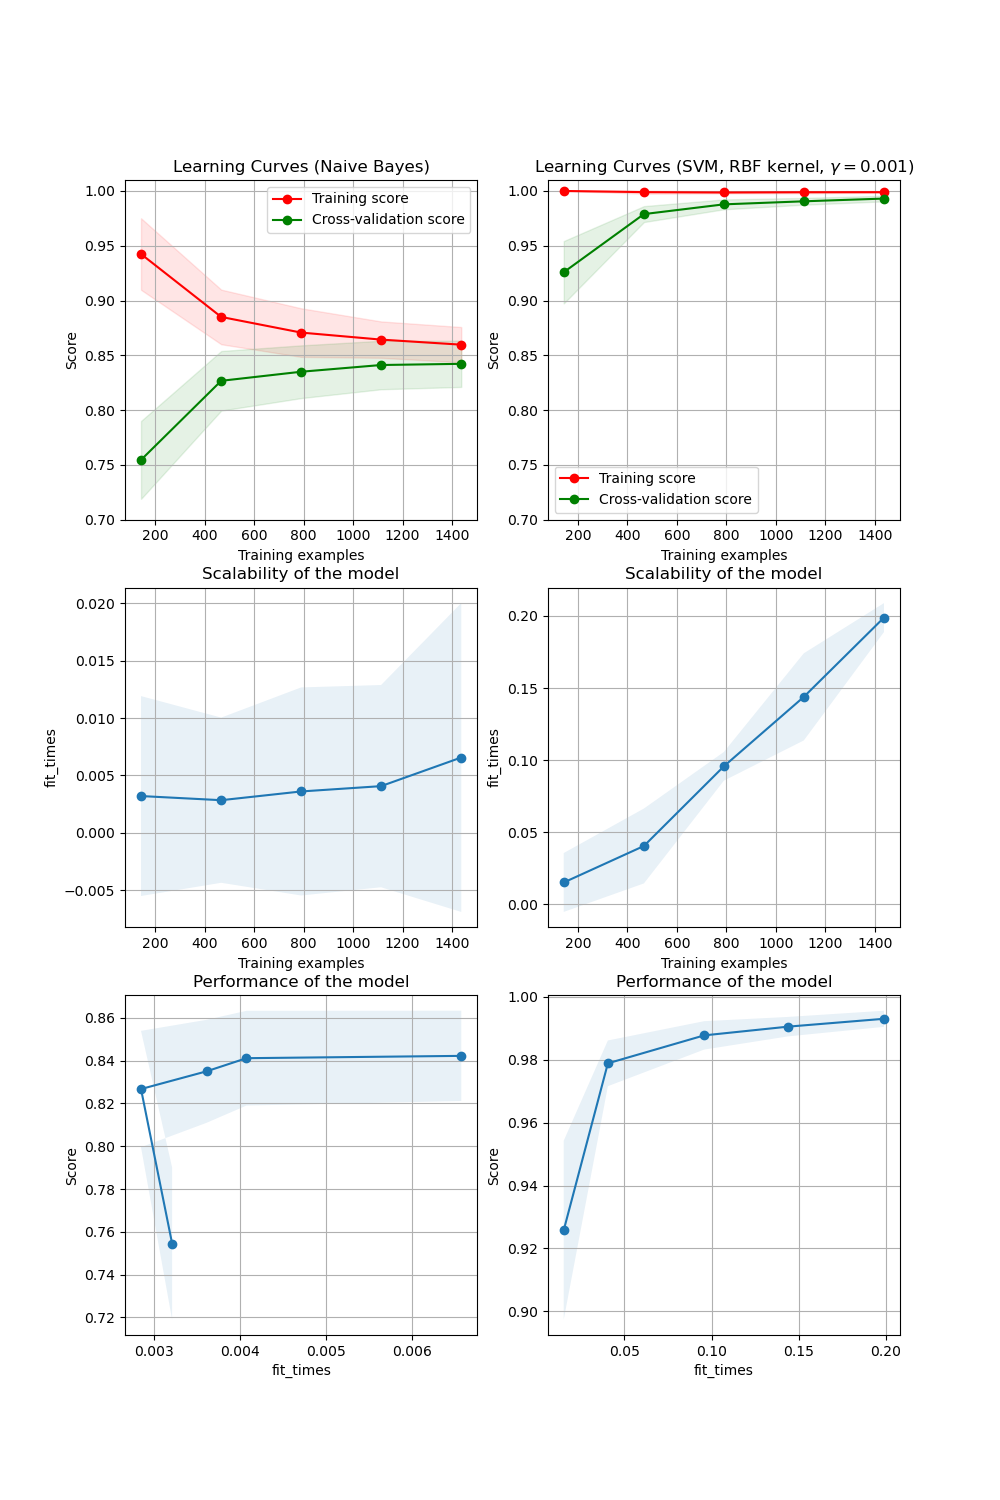 Learning Curves (Naive Bayes)
1.00
0.95
0.90
0.85
0.80
0.75
0.70
Score
Training score
Cross-validation score
200 400 600 800 1000 1200 1400
Training examples
Learning Curves (SVM, RBF kernel, γ = 0.001)
1.00
0.95
0.90
0.85
0.80
0.75
0.70
Score
Training score
Cross-validation score
200 400 600 800 1000 1200 1400
Training examples
Scalability of the model
0.020
0.015
0.010
0.005
0.000
−0.005
fit_times
200 400 600 800 1000 1200 1400
Training examples
Scalability of the model
0.20
0.15
0.10
0.05
0.00
fit_times
200 400 600 800 1000 1200 1400
Training examples
Performance of the model
0.86
0.84
0.82
0.80
0.78
0.76
0.74
0.72
Score
0.003 0.004 0.005 0.006
fit_times
Performance of the model
1.00
0.98
0.96
0.94
0.92
0.90
Score
0.05 0.10 0.15 0.20
fit_times